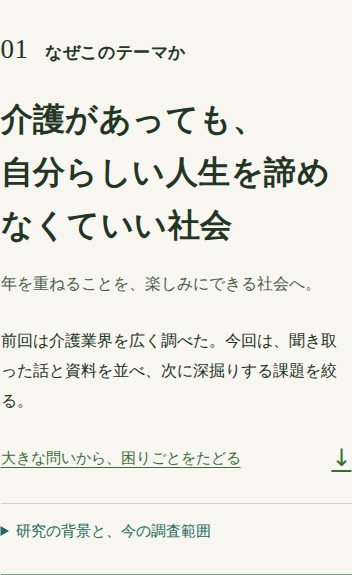 01 なぜこのテーマか
介護があっても、
自分らしい人生を諦め
なくていい社会
年を重ねることを、楽しみにできる社会へ。
前回は介護業界を広く調べた。今回は、聞き取
った話と資料を並べ、次に深掘りする課題を絞
る。
大きな問いから、困りごとをたどる ↓
▶ 研究の背景と、今の調査範囲